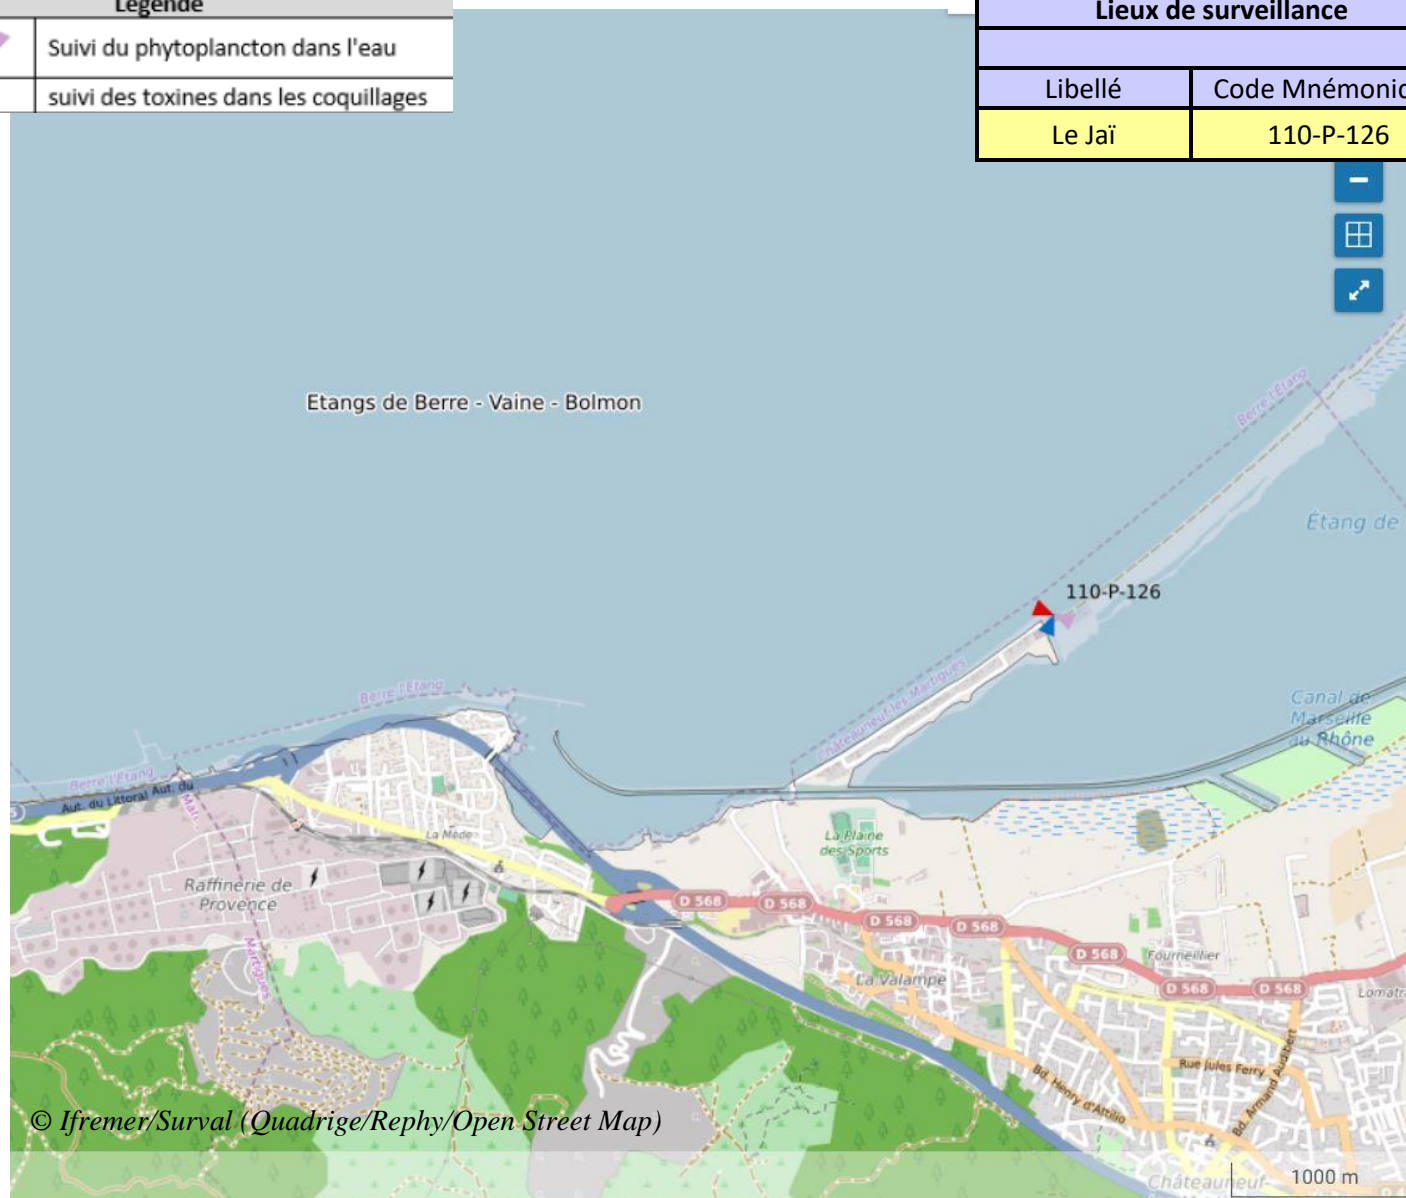 Légende
Suivi du phytoplancton dans l'eau
suivi des toxines dans les coquillages
Lieux de surveillance
Libellé
Code Mnémonic
Le Jaï
110-P-126
Etangs de Berre - Vaine - Bolmon
Berre-l'Étang
Étang de
110-P-126
Châteauneuf-les-Martigues
Berre-l'Étang
Canal de
Marseille
au Rhône
Berre-l'Étang
Aut. du Littoral
Aut. du
La Mède
La Plaine
des Sports
Raffinerie de
Provence
D 568
D 568
D 568
D 568
D 568
D 568
D 568
Fourneillier
La Valampe
Martigues
Rue Jules Ferry
Bd. Henry d'Attilio
Bd. Armand Audibert
© Ifremer/Surval (Quadrige/Rephy/Open Street Map)
Châteauneuf-
1000 m